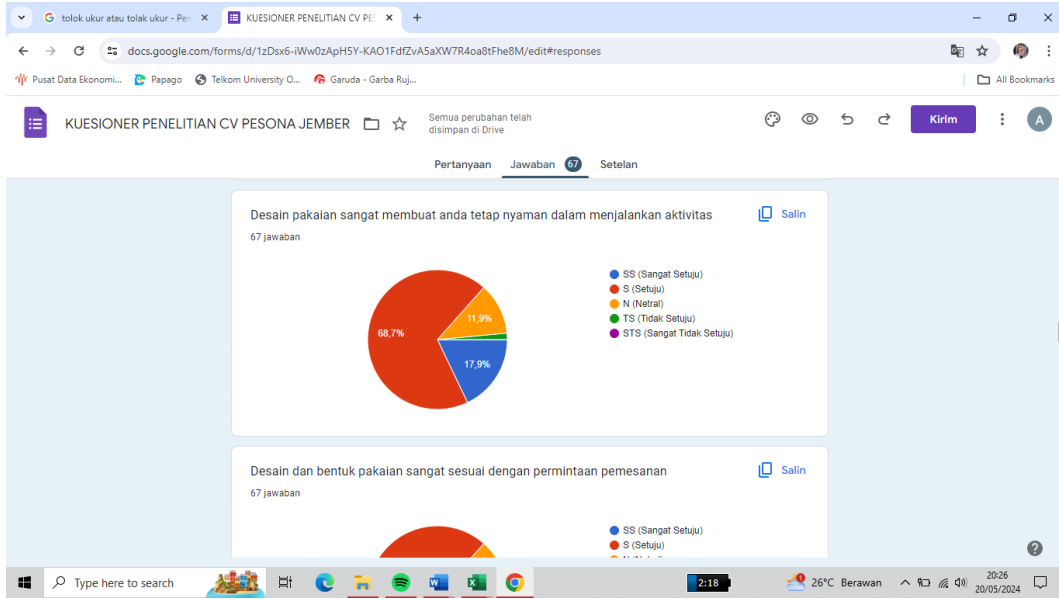 tolok ukur atau tolak ukur - Pen
KUESIONER PENELITIAN CV PES
docs.google.com/forms/d/1zDsx6-iWw0zApH5Y-KAO1FdfZvA5aXW7R4oa8tFhe8M/edit#responses
Pusat Data Ekonomi...
Papago
Telkom University O...
Garuda - Garba Ruj...
All Bookmarks
KUESIONER PENELITIAN CV PESONA JEMBER
Semua perubahan telah
disimpan di Drive
Kirim
A
Pertanyaan
Jawaban 67
Setelan
Desain pakaian sangat membuat anda tetap nyaman dalam menjalankan aktivitas
Salin
67 jawaban
SS (Sangat Setuju)
S (Setuju)
N (Netral)
TS (Tidak Setuju)
STS (Sangat Tidak Setuju)
11,9%
68,7%
17,9%
Desain dan bentuk pakaian sangat sesuai dengan permintaan pemesanan
Salin
67 jawaban
SS (Sangat Setuju)
S (Setuju)
Type here to search
2:18
26°C Berawan
20:26
20/05/2024